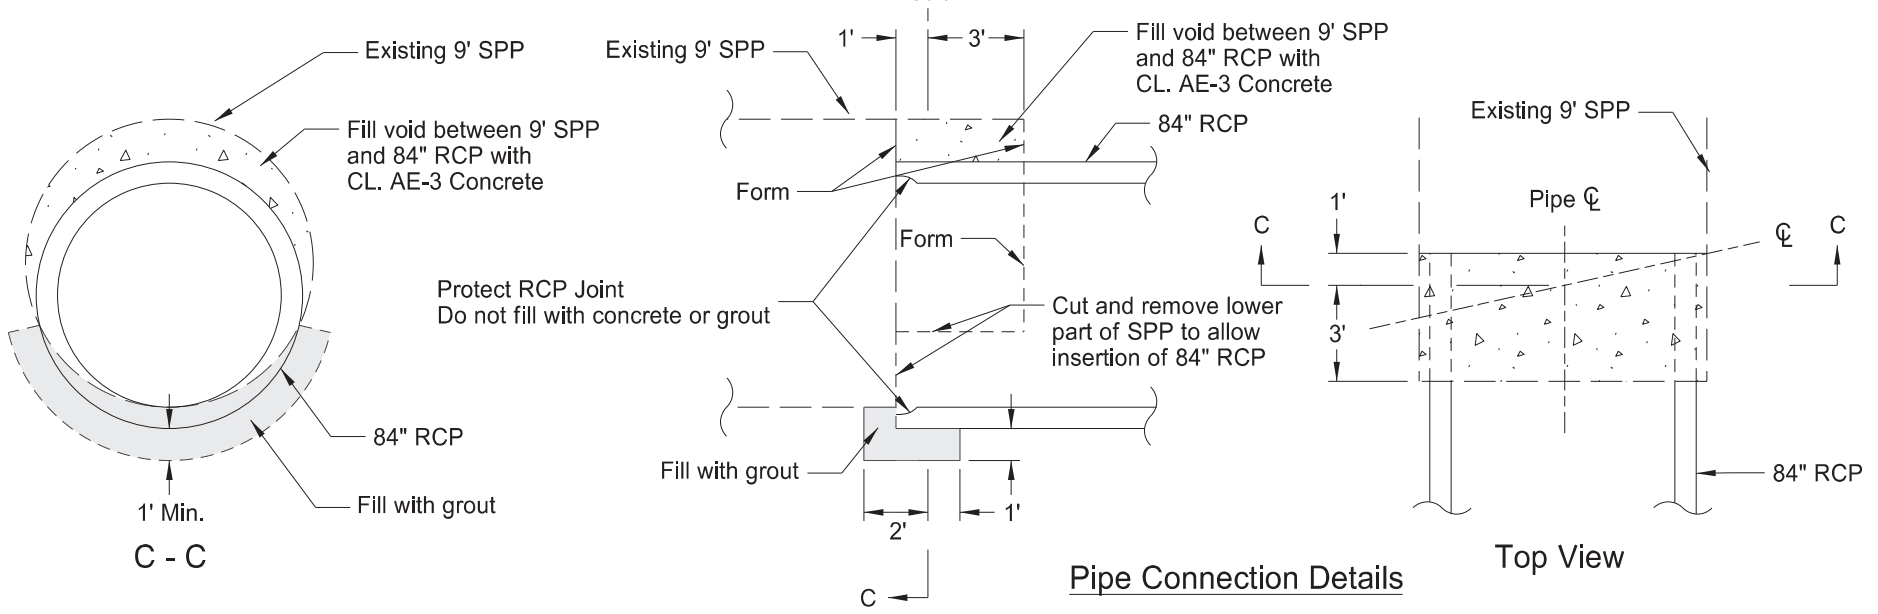 Existing 9' SPP
Fill void between 9' SPP
and 84" RCP with
CL. AE-3 Concrete
84" RCP
Fill with grout
1' Min.
C - C
Existing 9' SPP
1'
3'
Fill void between 9' SPP
and 84" RCP with
CL. AE-3 Concrete
84" RCP
Form
Form
Protect RCP Joint
Do not fill with concrete or grout
Cut and remove lower
part of SPP to allow
insertion of 84" RCP
Fill with grout
2'
1'
C
Pipe Connection Details
Existing 9' SPP
Pipe ℄
1'
C
℄
C
3'
84" RCP
Top View